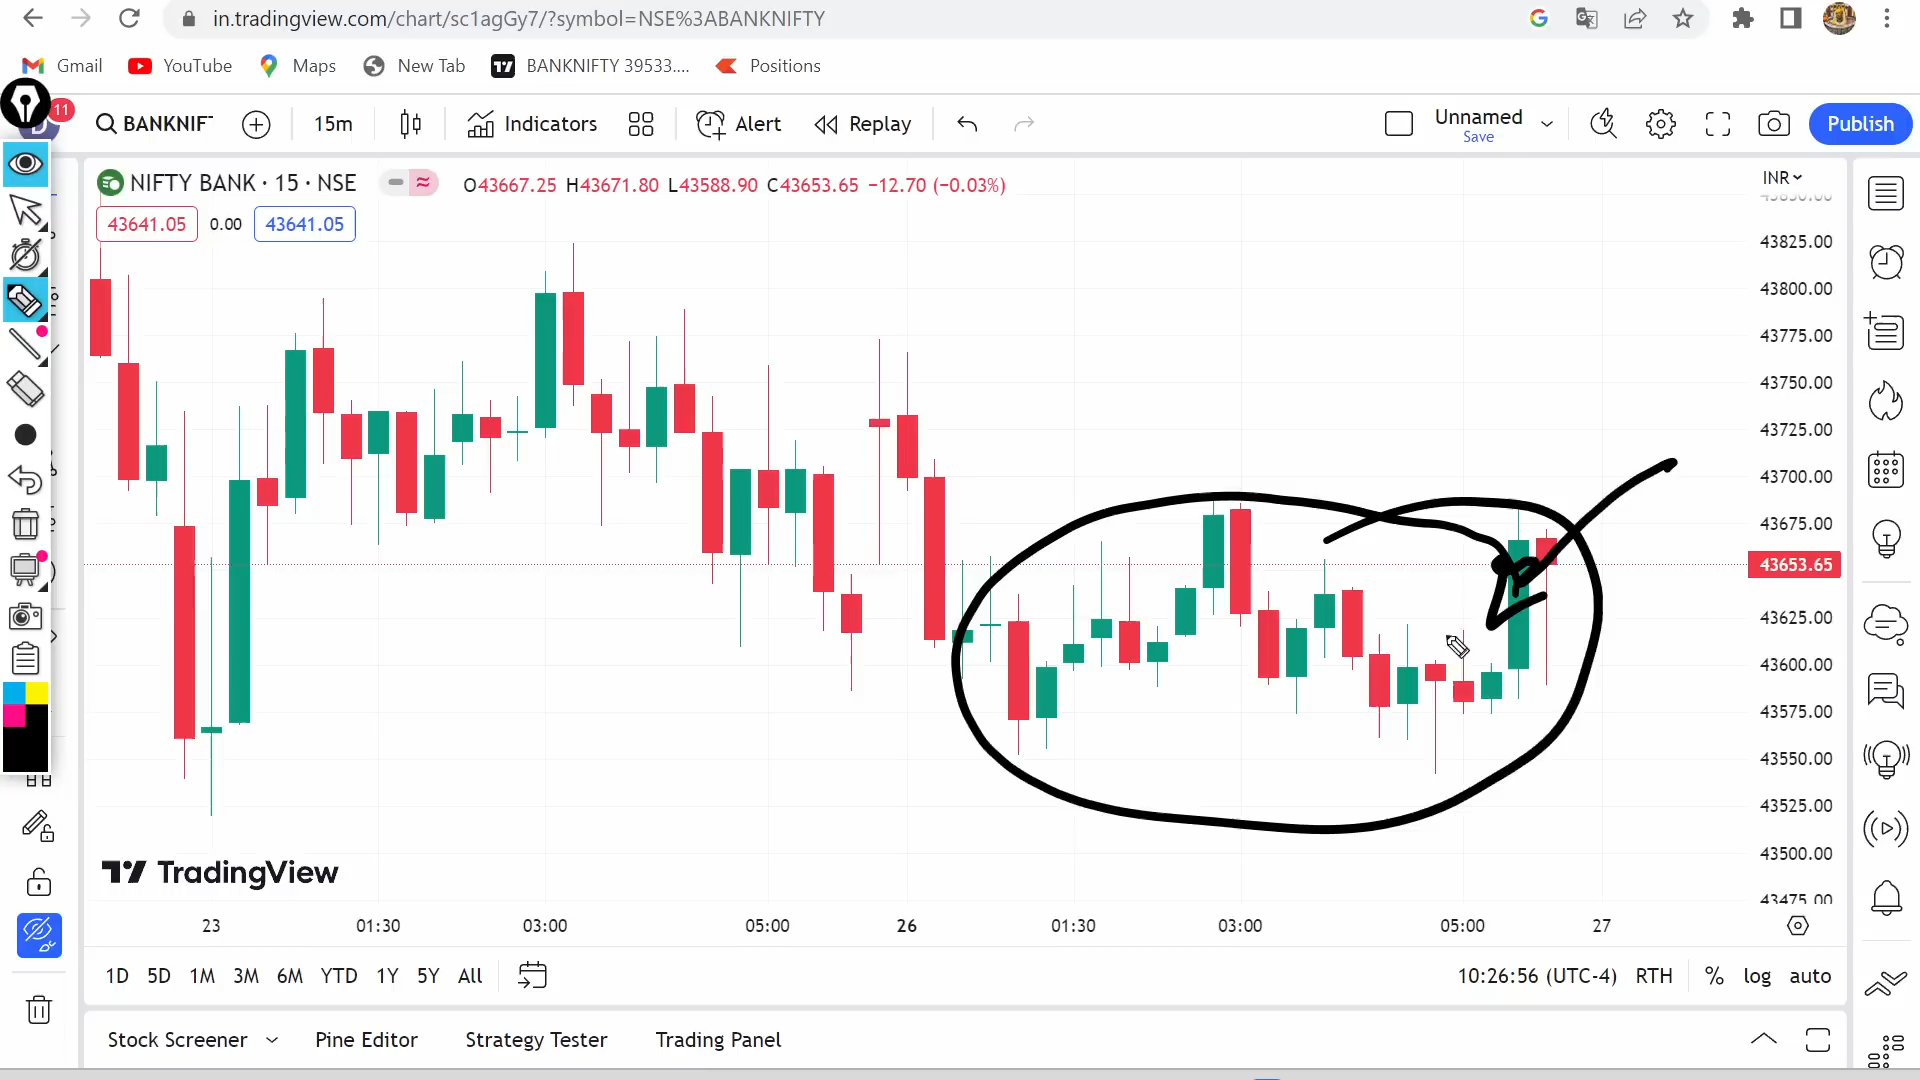 in.tradingview.com/chart/sc1agGy7/?symbol=NSE%3ABANKNIFTY
Gmail YouTube Maps New Tab BANKNIFTY 39533.... Positions
11
BANKNIF 15m Indicators Alert Replay Unnamed Save Publish
NIFTY BANK · 15 · NSE O43667.25 H43671.80 L43588.90 C43653.65 −12.70 (−0.03%) INR
43641.05 0.00 43641.05
43825.00
43800.00
43775.00
43750.00
43725.00
43700.00
43675.00
43653.65
43625.00
43600.00
43575.00
43550.00
43525.00
43500.00
43475.00
TradingView
23 01:30 03:00 05:00 26 01:30 03:00 05:00 27
1D 5D 1M 3M 6M YTD 1Y 5Y All 10:26:56 (UTC-4) RTH % log auto
Stock Screener Pine Editor Strategy Tester Trading Panel